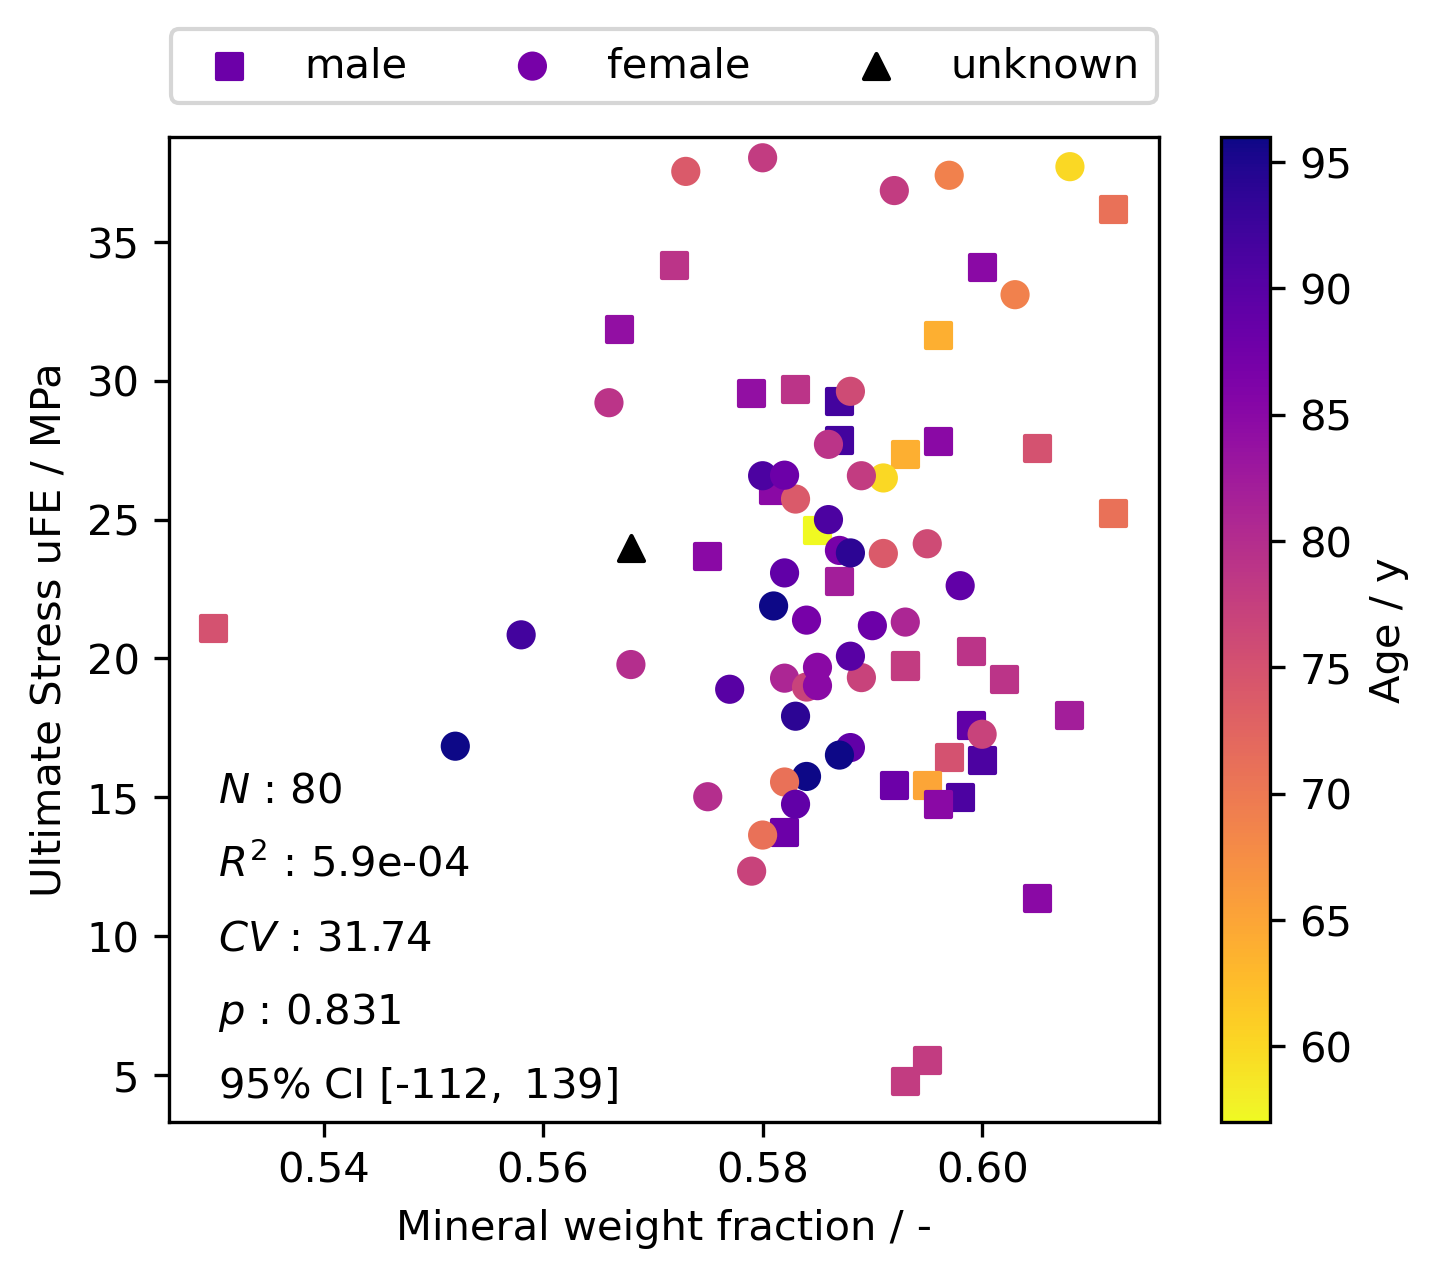 male female unknown
Ultimate Stress uFE / MPa
35
30
25
20
15
10
5
N : 80
R² : 5.9e-04
CV : 31.74
p : 0.831
95% CI [-112, 139]
0.54 0.56 0.58 0.60
Mineral weight fraction / -
95
90
85
80
75
70
65
60
Age / y